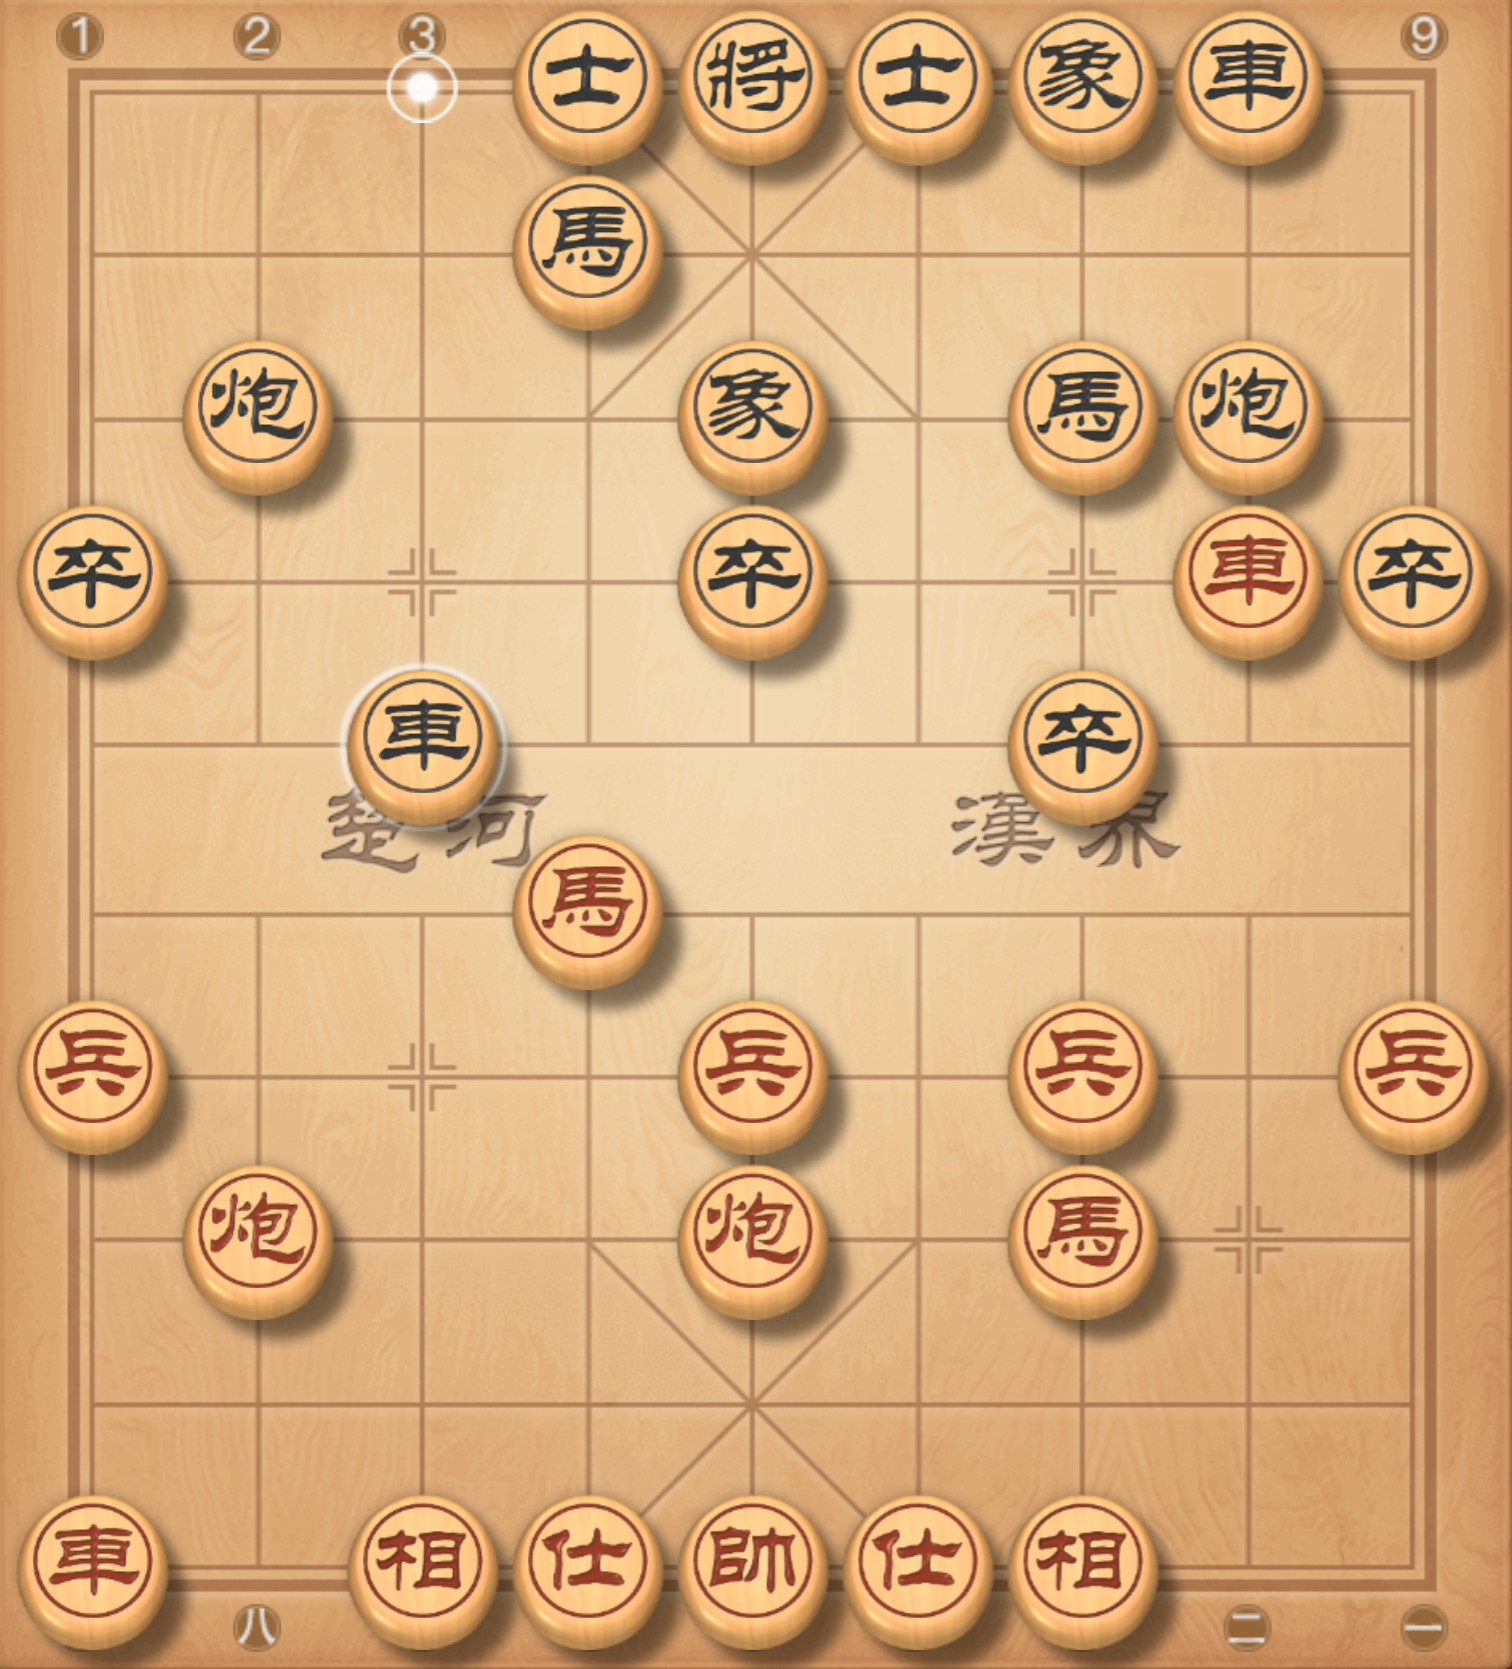 1 2 3 9
士 將 士 象 車
馬
炮 象 馬 炮
卒 卒 車 卒
車 卒
楚 河 漢 界
馬
兵 兵 兵 兵
炮 炮 馬
車 相 仕 帥 仕 相
八 二 一